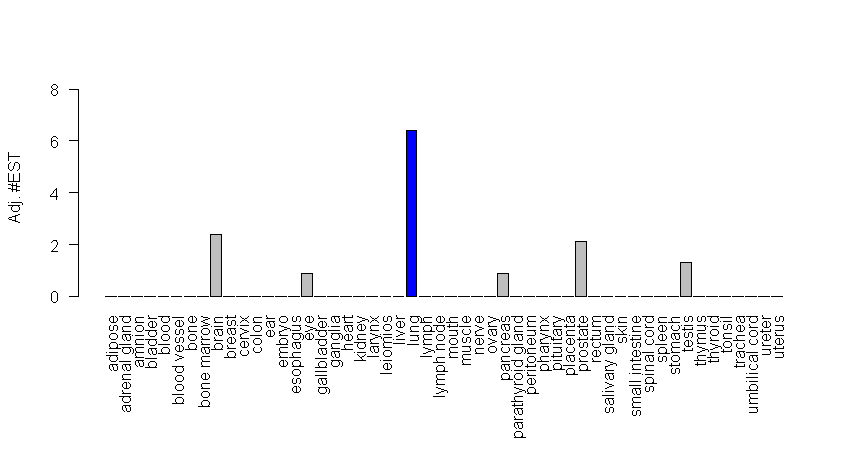 Adj. #EST
8
6
4
2
0
adipose
adrenal gland
amnion
bladder
blood
blood vessel
bone
bone marrow
brain
breast
cervix
colon
ear
embryo
esophagus
eye
gallbladder
ganglia
heart
kidney
larynx
leiomios
liver
lung
lymph
lymph node
mouth
muscle
nerve
ovary
pancreas
parathyroid gland
peritoneum
pharynx
pituitary
placenta
prostate
rectum
salivary gland
skin
small intestine
spinal cord
spleen
stomach
testis
thymus
thyroid
tonsil
trachea
umbilical cord
ureter
uterus